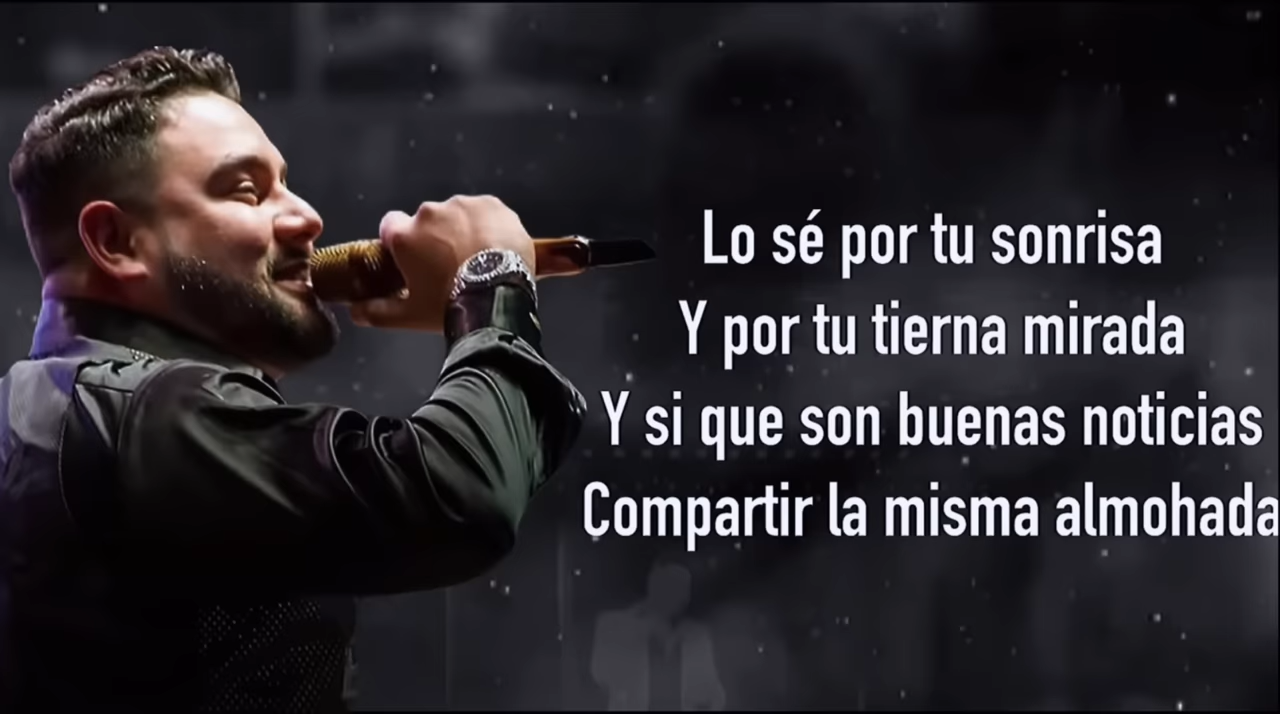 Lo sé por tu sonrisa
Y por tu tierna mirada
Y si que son buenas noticias
Compartir la misma almohada